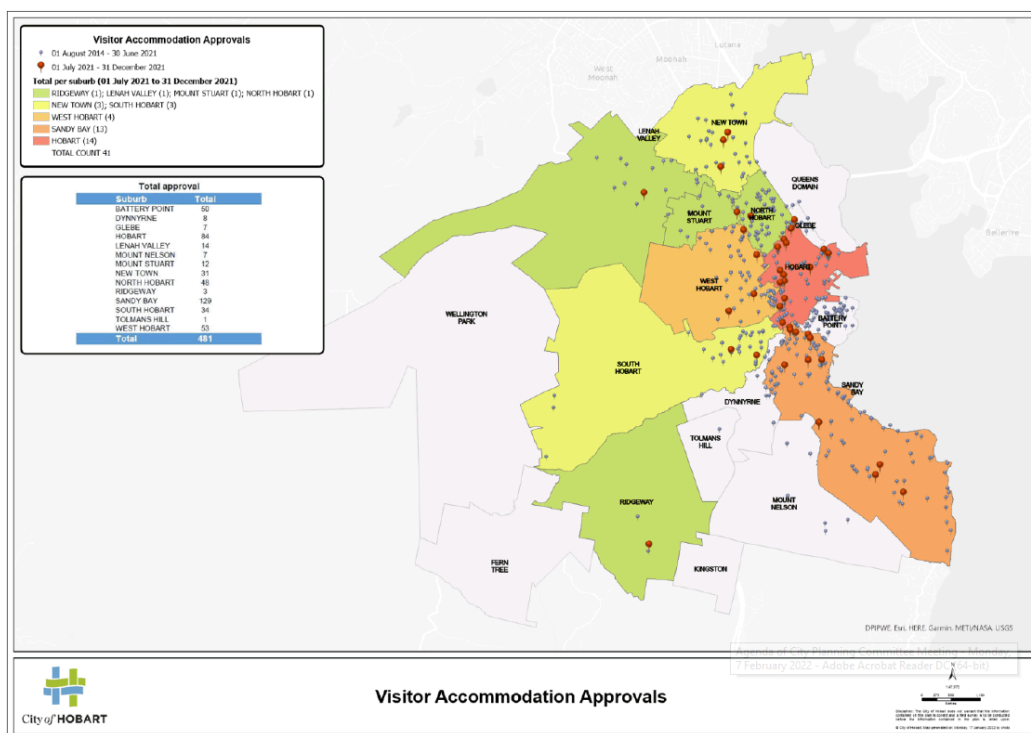 Visitor Accommodation Approvals
01 August 2014 - 30 June 2021
01 July 2021 - 31 December 2021
Total per suburb (01 July 2021 to 31 December 2021)
RIDGEWAY (1); LENAH VALLEY (1); MOUNT STUART (1); NORTH HOBART (1)
NEW TOWN (3); SOUTH HOBART (3)
WEST HOBART (4)
SANDY BAY (13)
HOBART (14)
TOTAL COUNT 41
Total approval
Suburb Total
BATTERY POINT 50
DYNNYRNE 8
GLEBE 7
HOBART 84
LENAH VALLEY 14
MOUNT NELSON 7
MOUNT STUART 12
NEW TOWN 31
NORTH HOBART 48
RIDGEWAY 3
SANDY BAY 129
SOUTH HOBART 34
TOLMANS HILL 1
WEST HOBART 53
Total 481
Lutana
Moonah
West
Moonah
NEW TOWN
LENAH
VALLEY
QUEENS
DOMAIN
MOUNT
STUART
NORTH
HOBART
GLEBE
Bellerive
HOBART
WEST
HOBART
WELLINGTON
PARK
BATTERY
POINT
SOUTH
HOBART
SANDY
BAY
DYNNYRNE
TOLMANS
HILL
RIDGEWAY
MOUNT
NELSON
FERN
TREE
KINGSTON
DPIPWE, Esri, HERE, Garmin, METI/NASA, USGS
Agenda of City Planning Committee Meeting - Monday,
7 February 2022 - Adobe Acrobat Reader DC (64-bit)
City of HOBART
Visitor Accommodation Approvals
N